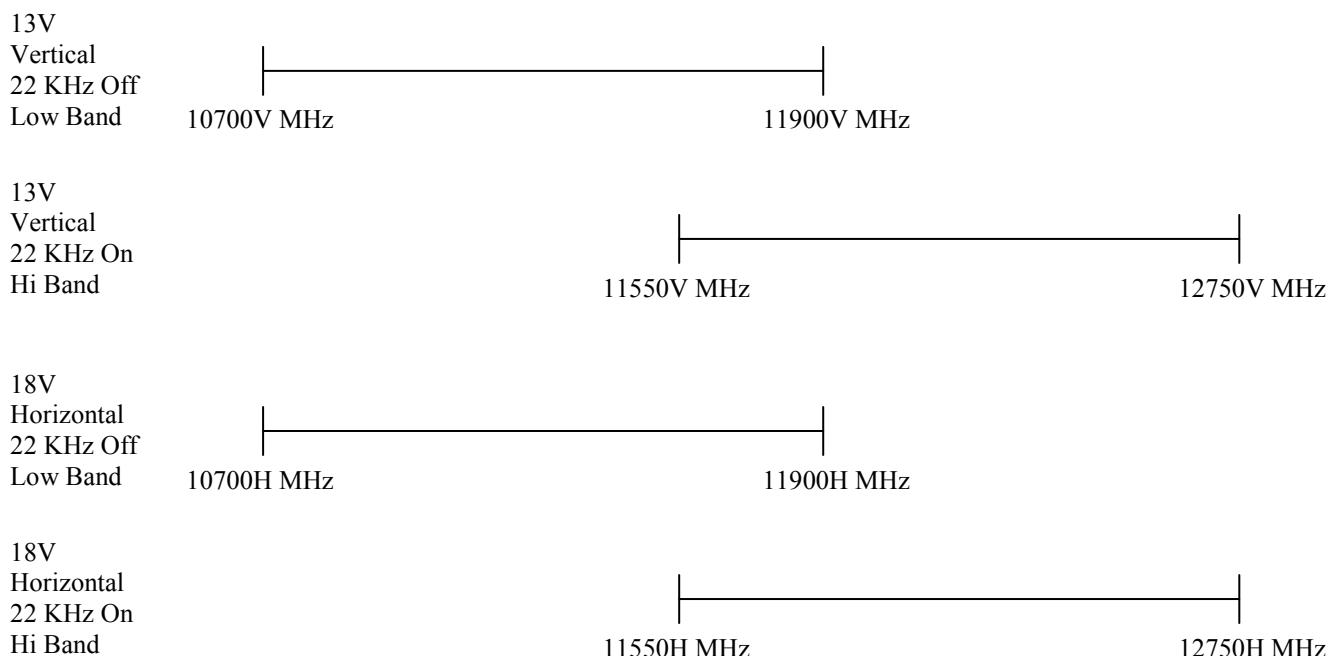 13V
Vertical
22 KHz Off
Low Band
10700V MHz
11900V MHz
13V
Vertical
22 KHz On
Hi Band
11550V MHz
12750V MHz
18V
Horizontal
22 KHz Off
Low Band
10700H MHz
11900H MHz
18V
Horizontal
22 KHz On
Hi Band
11550H MHz
12750H MHz